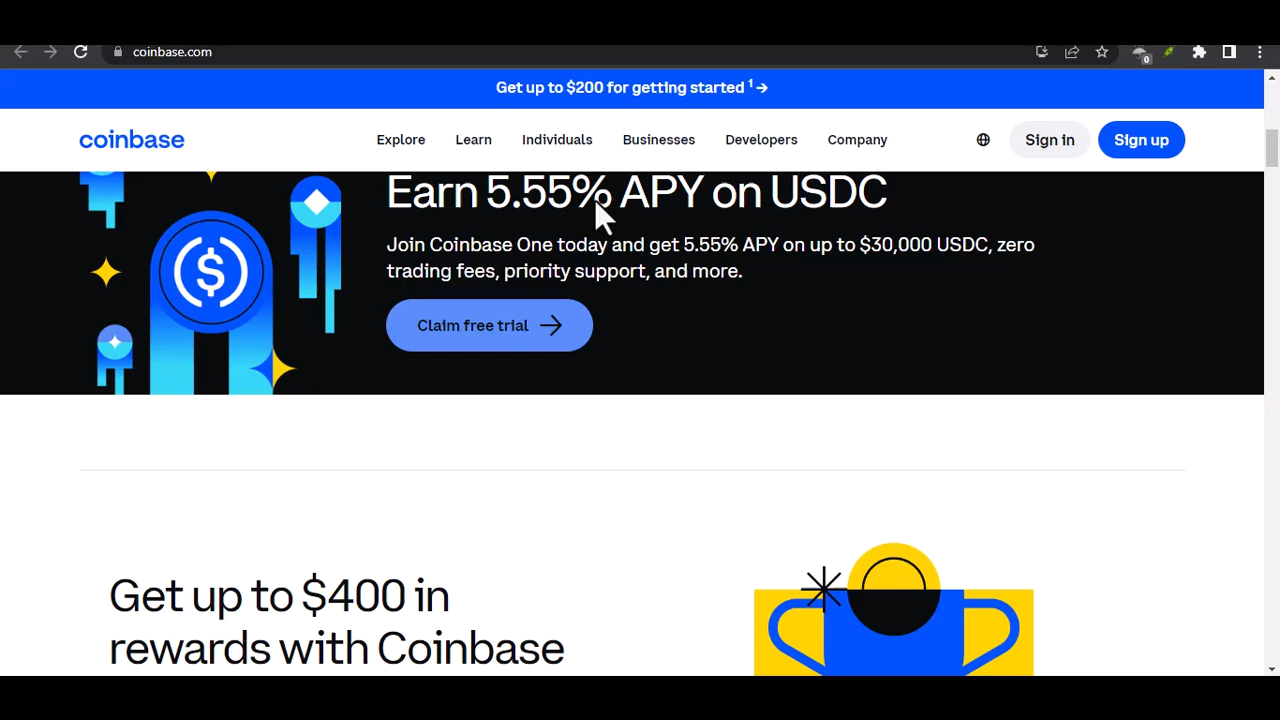 coinbase.com
0
Get up to $200 for getting started ¹ →
coinbase
Explore
Learn
Individuals
Businesses
Developers
Company
Sign in
Sign up
Earn 5.55% APY on USDC
Join Coinbase One today and get 5.55% APY on up to $30,000 USDC, zero
trading fees, priority support, and more.
Claim free trial
Get up to $400 in
rewards with Coinbase